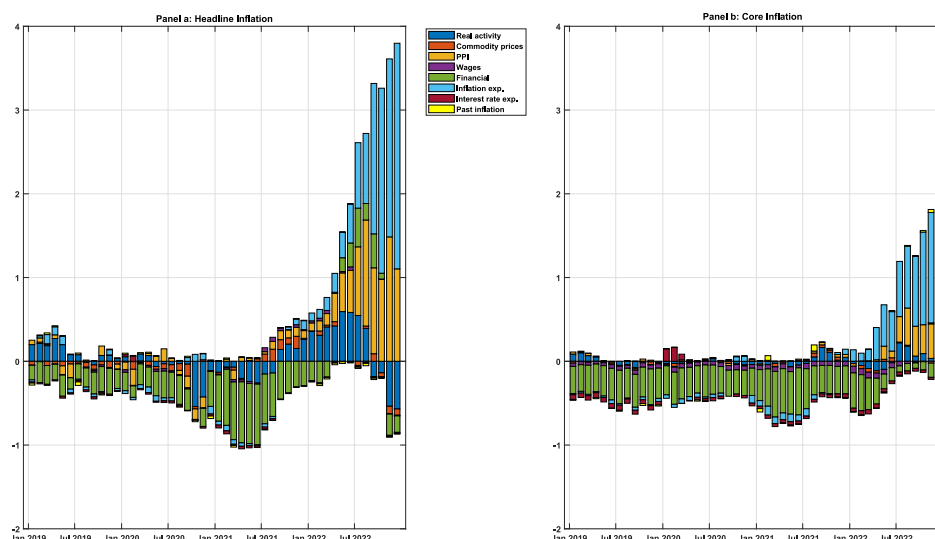 Panel a: Headline Inflation
4
3
2
1
0
-1
-2
Jan 2019 Jul 2019 Jan 2020 Jul 2020 Jan 2021 Jul 2021 Jan 2022 Jul 2022
Real activity
Commodity prices
PPI
Wages
Financial
Inflation exp.
Interest rate exp.
Past inflation
Panel b: Core Inflation
4
3
2
1
0
-1
-2
Jan 2019 Jul 2019 Jan 2020 Jul 2020 Jan 2021 Jul 2021 Jan 2022 Jul 2022